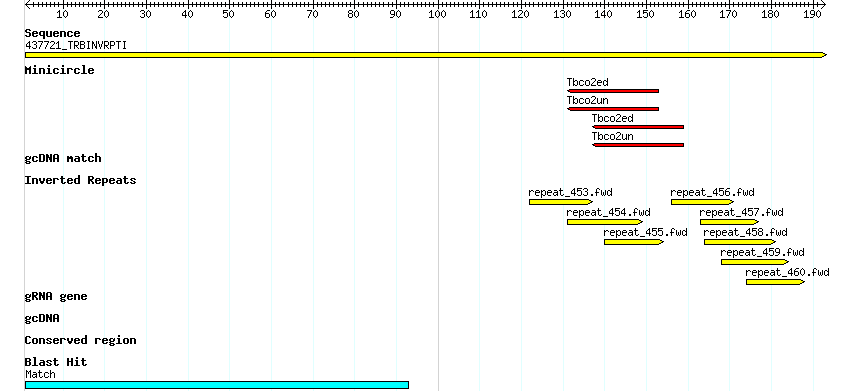 10 20 30 40 50 60 70 80 90 100 110 120 130 140 150 160 170 180 190
Sequence
437721_TRBINVRPTI
Minicircle
Tbco2ed
Tbco2un
Tbco2ed
Tbco2un
gcDNA match
Inverted Repeats
repeat_453.fwd repeat_456.fwd
repeat_454.fwd repeat_457.fwd
repeat_455.fwd repeat_458.fwd
repeat_459.fwd
repeat_460.fwd
gRNA gene
gcDNA
Conserved region
Blast Hit
Match